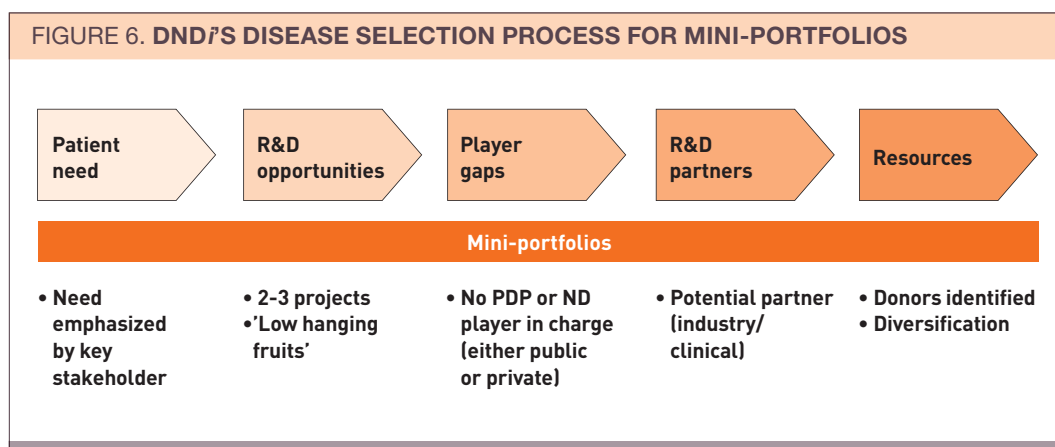 FIGURE 6. DNDi'S DISEASE SELECTION PROCESS FOR MINI-PORTFOLIOS
Patient
need
R&D
opportunities
Player
gaps
R&D
partners
Resources
Mini-portfolios
• Need
emphasized
by key
stakeholder
• 2-3 projects
•'Low hanging
fruits'
• No PDP or ND
player in charge
(either public
or private)
• Potential partner
(industry/
clinical)
• Donors identified
• Diversification